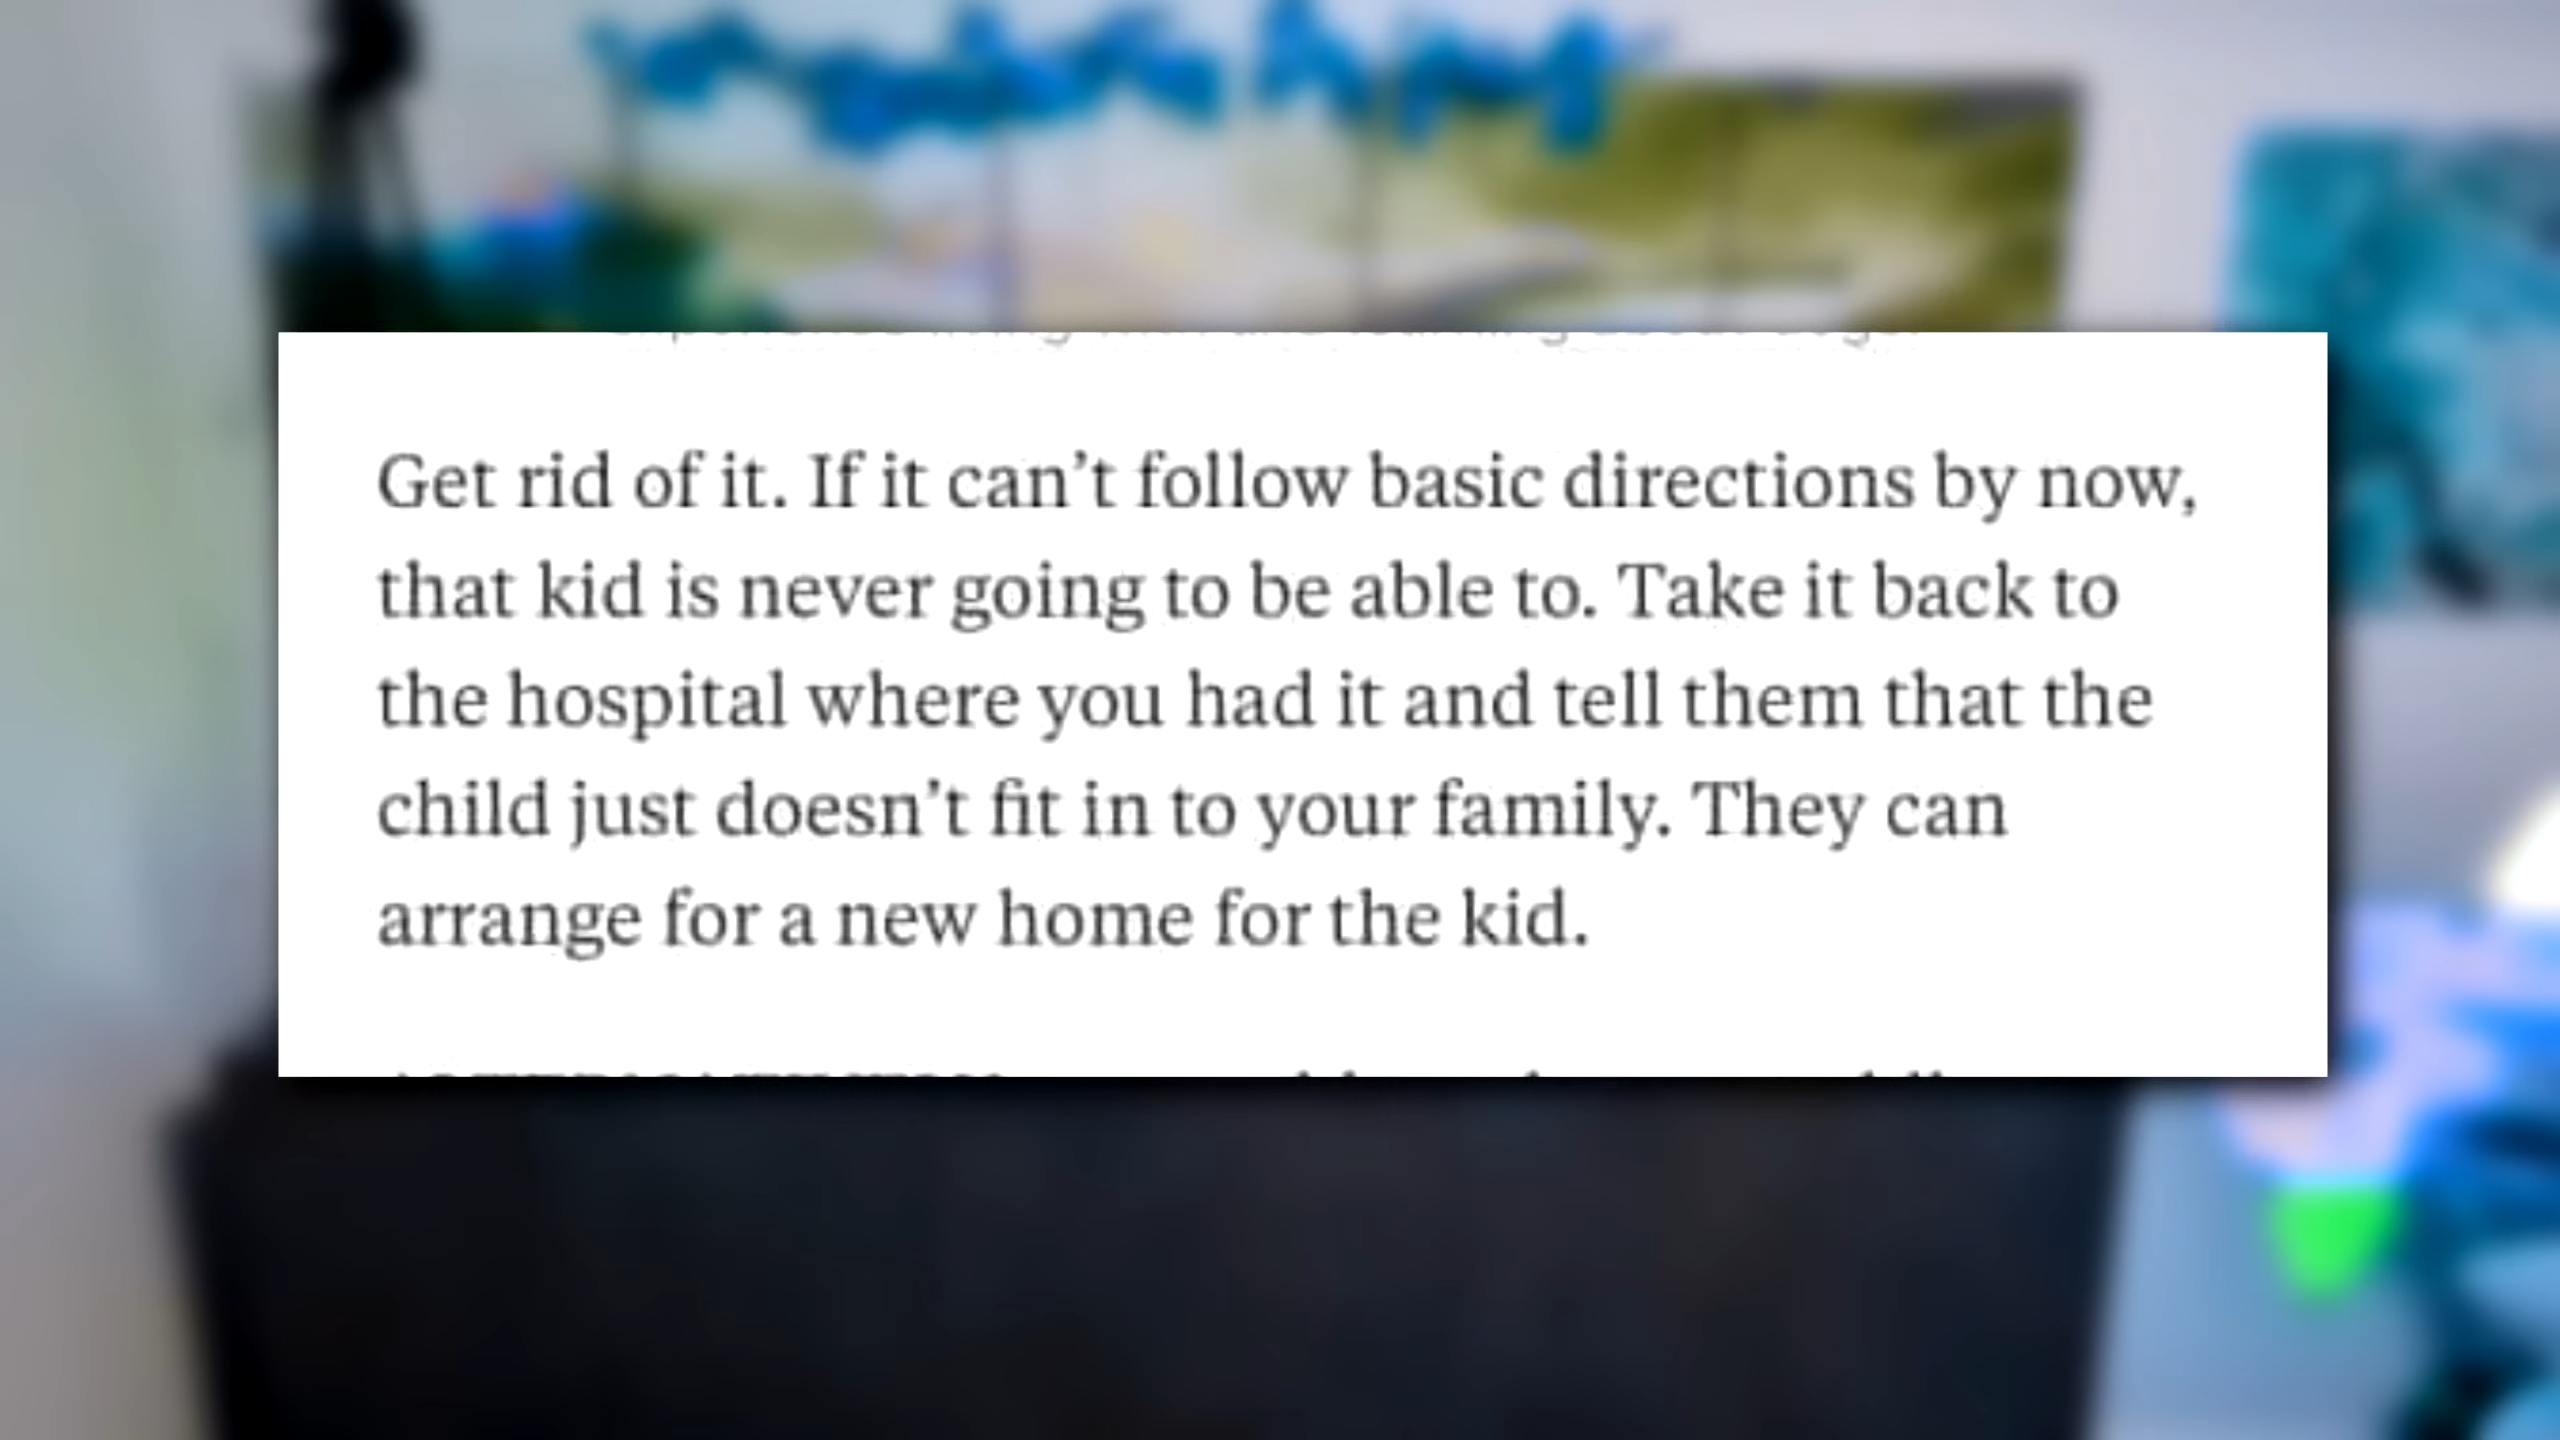 Get rid of it. If it can’t follow basic directions by now,
that kid is never going to be able to. Take it back to
the hospital where you had it and tell them that the
child just doesn’t fit in to your family. They can
arrange for a new home for the kid.